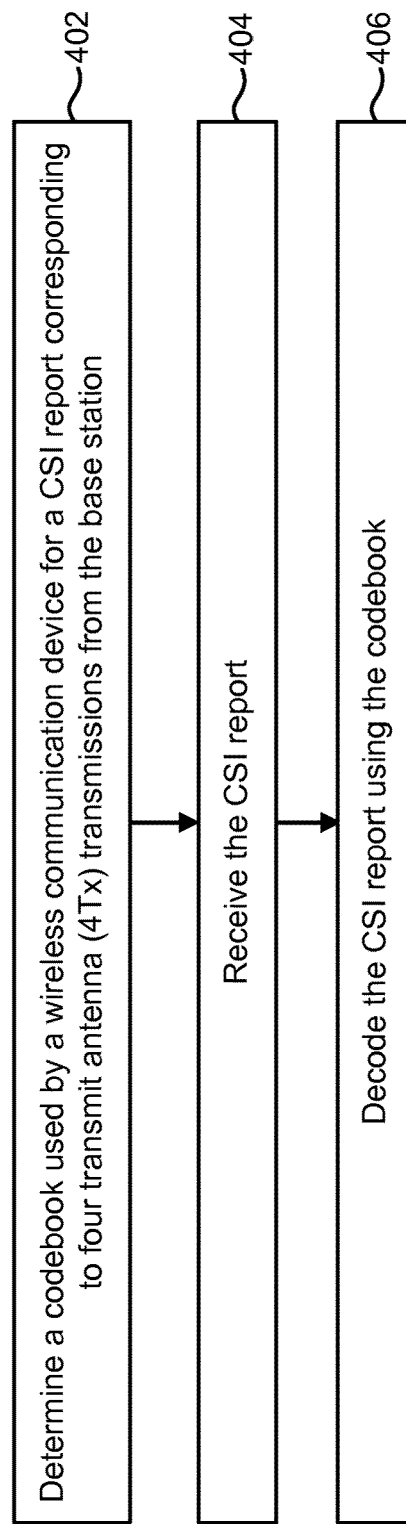 Determine a codebook used by a wireless communication device for a CSI report corresponding
to four transmit antenna (4Tx) transmissions from the base station
402
Receive the CSI report
404
Decode the CSI report using the codebook
406